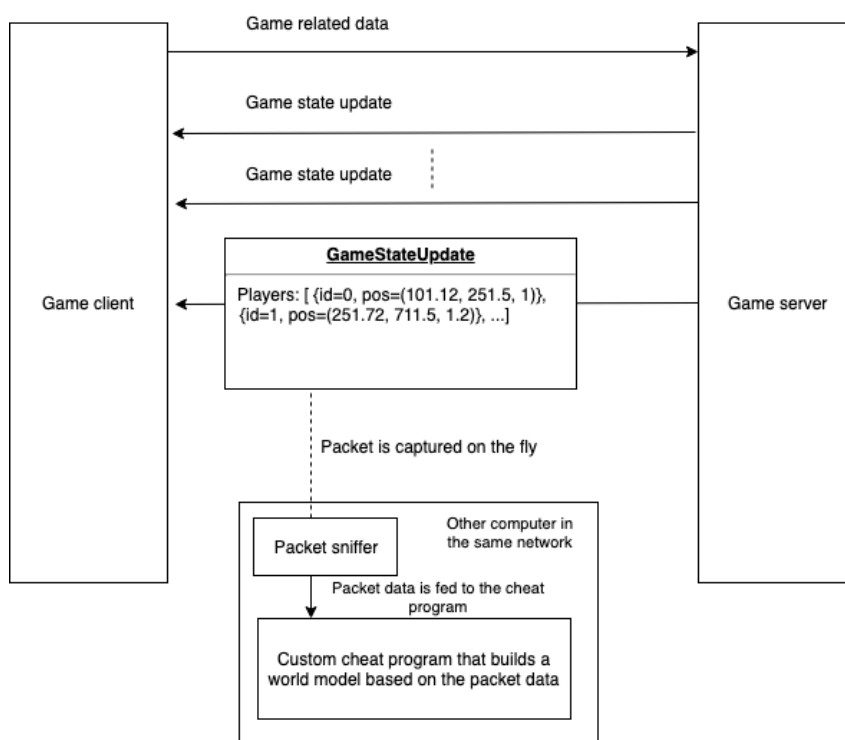 Game related data
Game state update
Game state update
GameStateUpdate
Players: [ {id=0, pos=(101.12, 251.5, 1)},
{id=1, pos=(251.72, 711.5, 1.2)}, ...]
Game client
Game server
Packet is captured on the fly
Other computer in
the same network
Packet sniffer
Packet data is fed to the cheat
program
Custom cheat program that builds a
world model based on the packet data